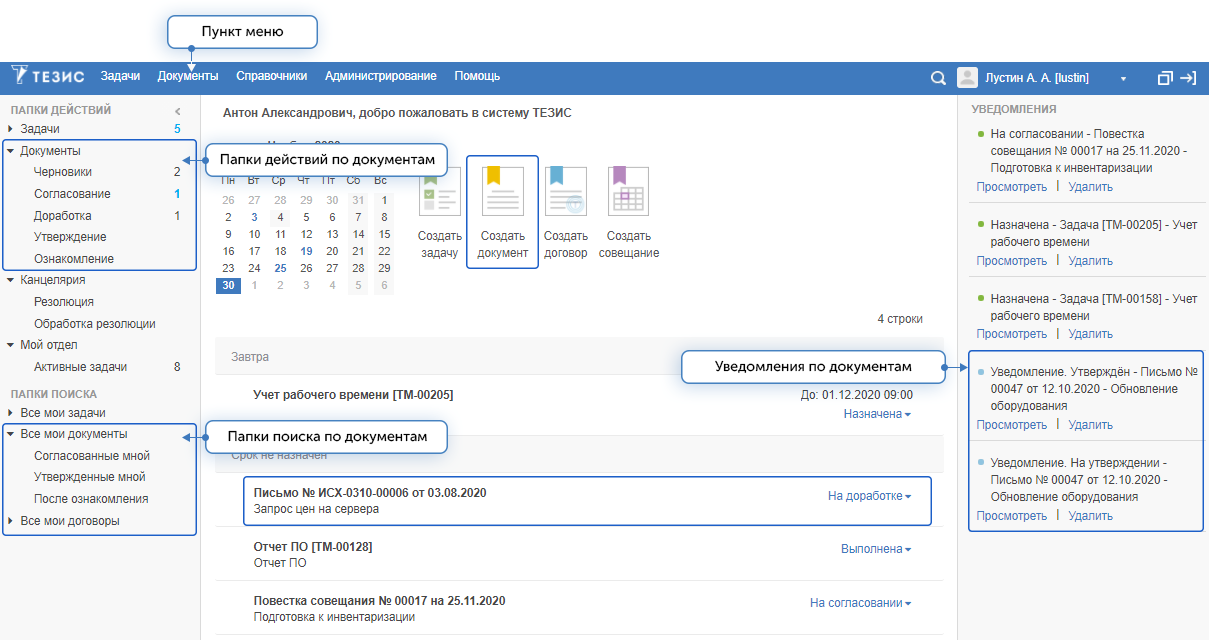 Пункт меню
ТЕЗИС Задачи Документы Справочники Администрирование Помощь Лустин А. А. [lustin]
ПАПКИ ДЕЙСТВИЙ
Задачи 5
Документы
Черновики 2
Согласование 1
Доработка 1
Утверждение
Ознакомление
Канцелярия
Резолюция
Обработка резолюции
Мой отдел
Активные задачи 8
ПАПКИ ПОИСКА
Все мои задачи
Все мои документы
Согласованные мной
Утвержденные мной
После ознакомления
Все мои договоры
Антон Александрович, добро пожаловать в систему ТЕЗИС
Папки действий по документам
Пн Вт Ср Чт Пт Сб Вс
26 27 28 29 30 31 1
2 3 4 5 6 7 8
9 10 11 12 13 14 15
16 17 18 19 20 21 22
23 24 25 26 27 28 29
30 1 2 3 4 5 6
Создать задачу
Создать документ
Создать договор
Создать совещание
4 строки
Завтра
Уведомления по документам
Учет рабочего времени [ТМ-00205] До: 01.12.2020 09:00
Назначена
Папки поиска по документам
Срок не назначен
Письмо № ИСХ-0310-00006 от 03.08.2020 На доработке
Запрос цен на сервера
Отчет ПО [ТМ-00128] Выполнена
Отчет ПО
Повестка совещания № 00017 на 25.11.2020 На согласовании
Подготовка к инвентаризации
УВЕДОМЛЕНИЯ
На согласовании - Повестка
совещания № 00017 на 25.11.2020 -
Подготовка к инвентаризации
Просмотреть | Удалить
Назначена - Задача [ТМ-00205] - Учет
рабочего времени
Просмотреть | Удалить
Назначена - Задача [ТМ-00158] - Учет
рабочего времени
Просмотреть | Удалить
Уведомление. Утверждён - Письмо №
00047 от 12.10.2020 - Обновление
оборудования
Просмотреть | Удалить
Уведомление. На утверждении -
Письмо № 00047 от 12.10.2020 -
Обновление оборудования
Просмотреть | Удалить